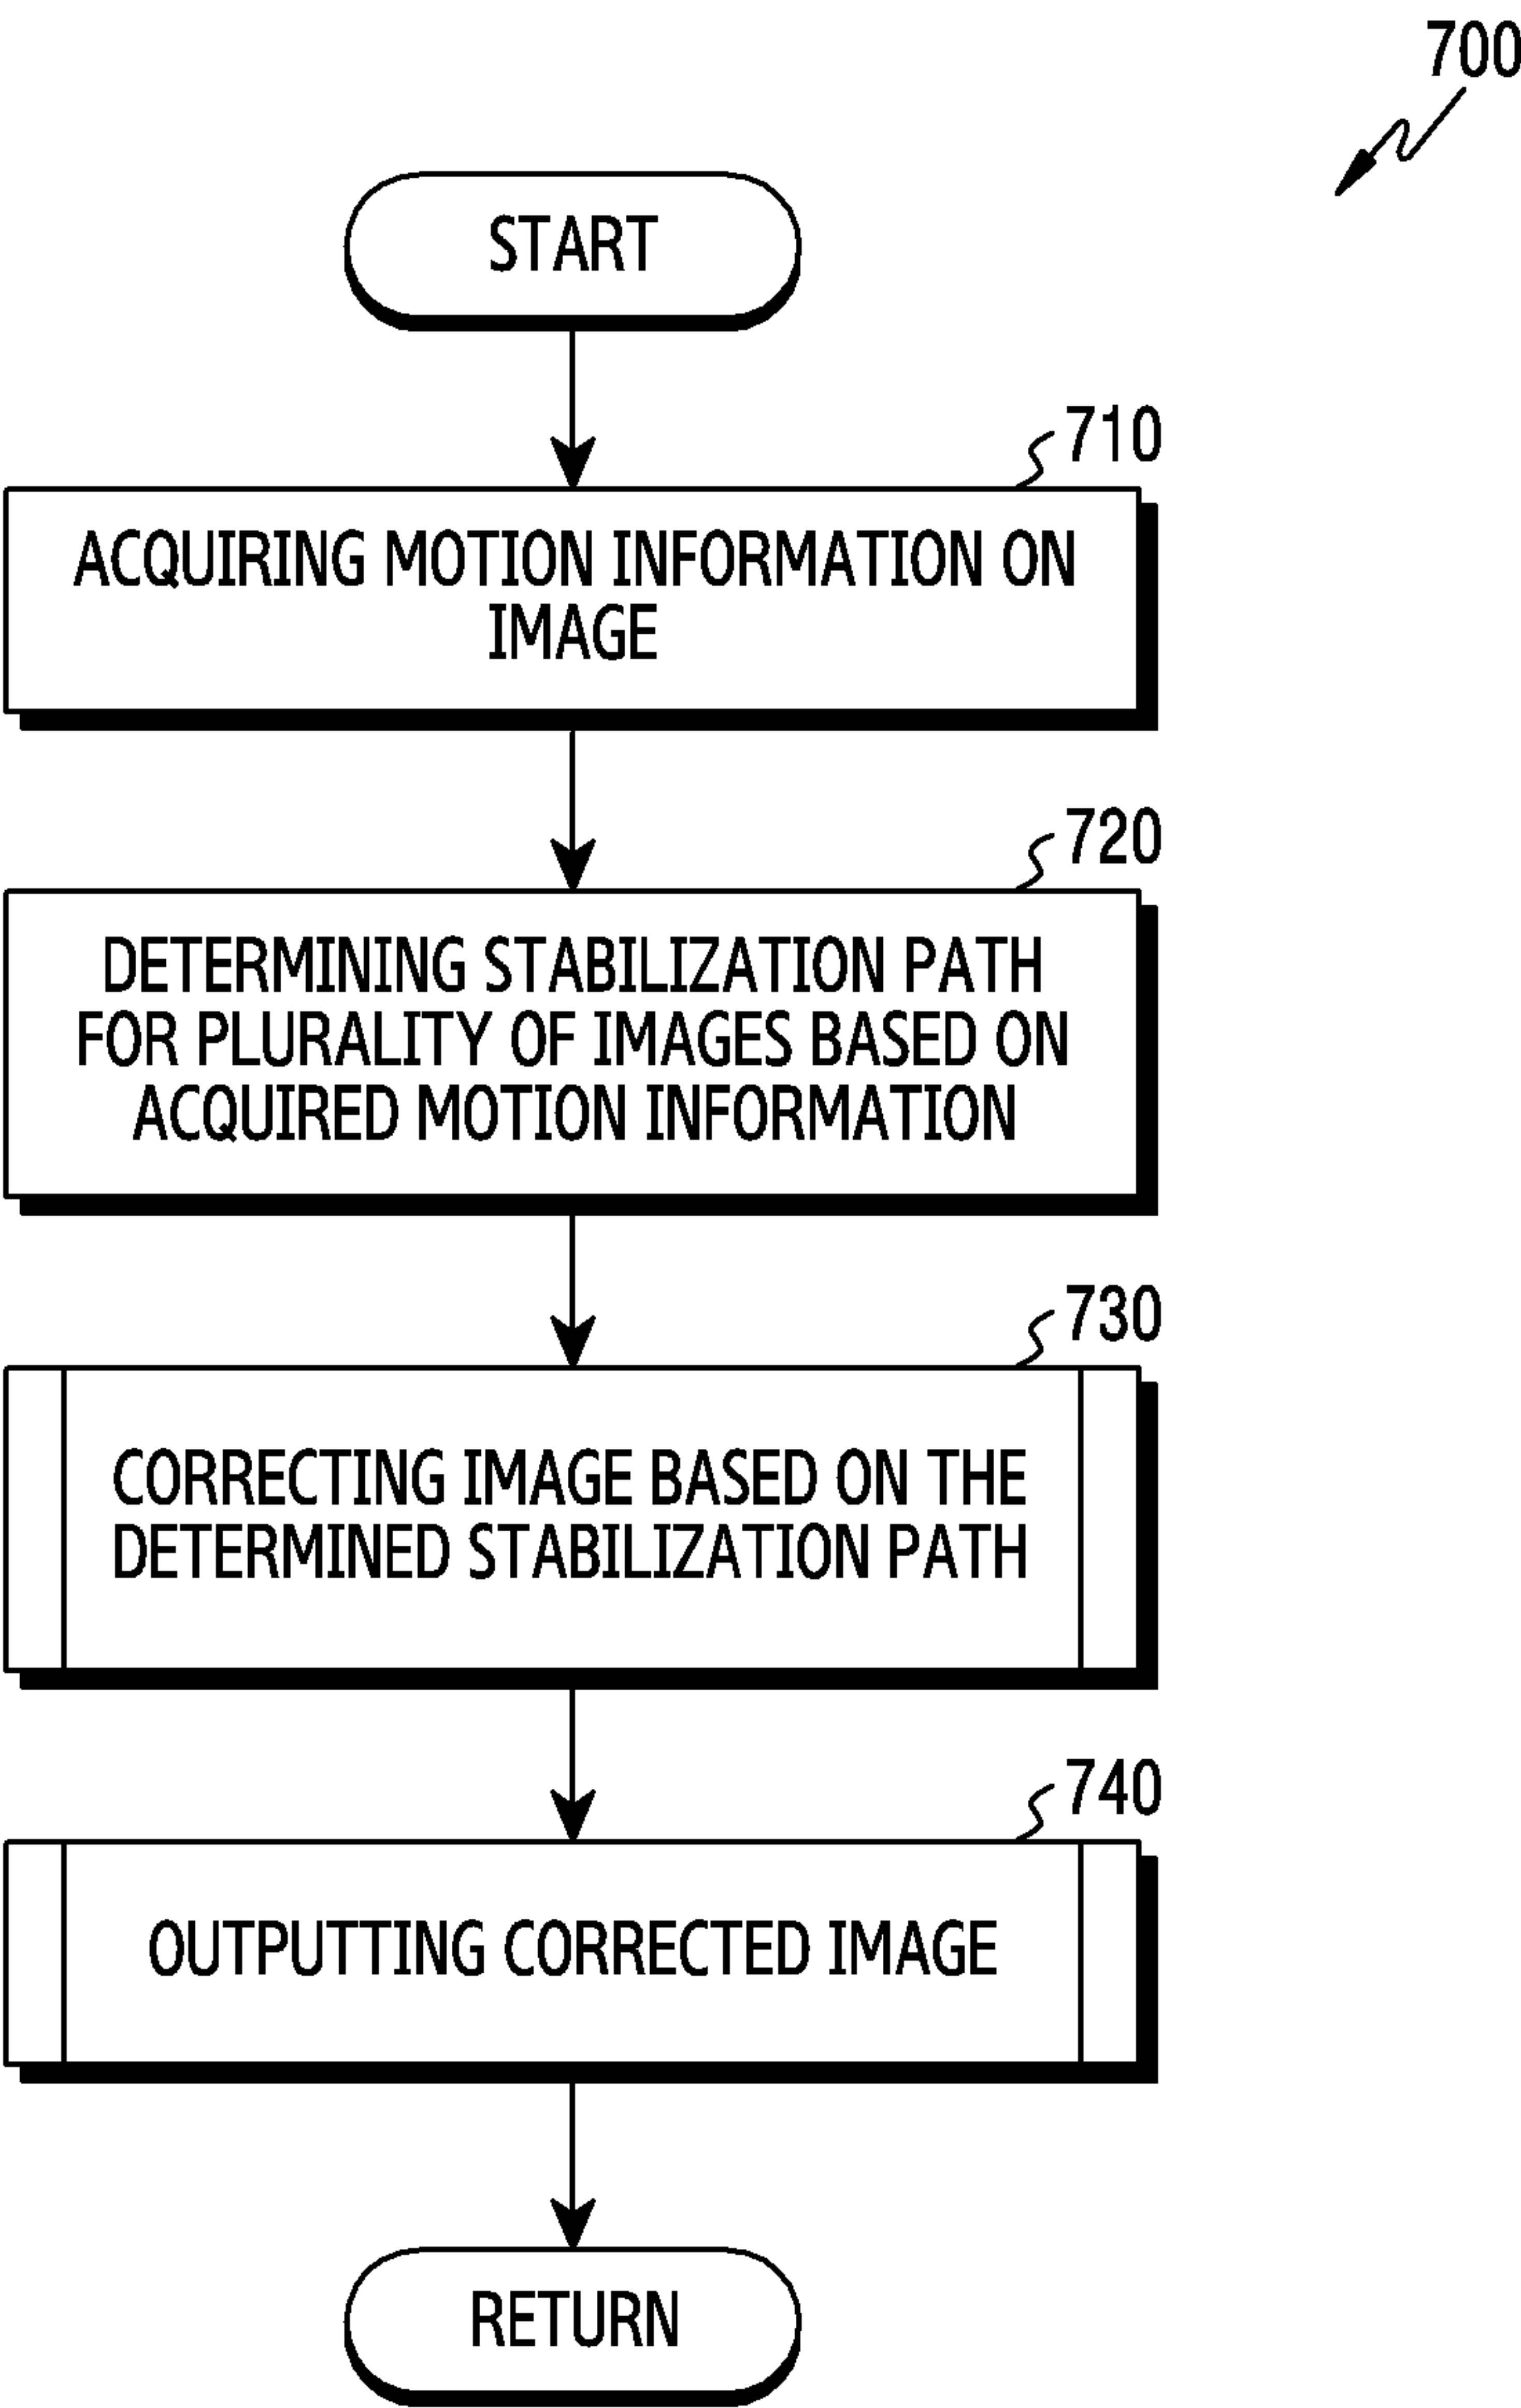 700
START
710
ACQUIRING MOTION INFORMATION ON
IMAGE
720
DETERMINING STABILIZATION PATH
FOR PLURALITY OF IMAGES BASED ON
ACQUIRED MOTION INFORMATION
730
CORRECTING IMAGE BASED ON THE
DETERMINED STABILIZATION PATH
740
OUTPUTTING CORRECTED IMAGE
RETURN